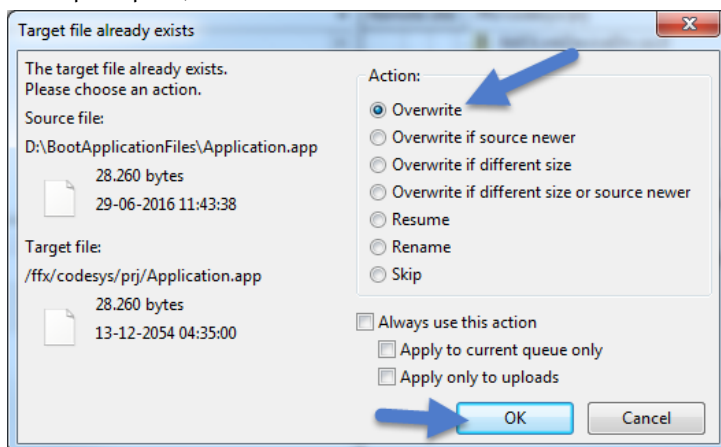 Target file already exists
The target file already exists.
Please choose an action.
Source file:
D:\BootApplicationFiles\Application.app
28.260 bytes
29-06-2016 11:43:38
Target file:
/ffx/codesys/prj/Application.app
28.260 bytes
13-12-2054 04:35:00
Action:
Overwrite
Overwrite if source newer
Overwrite if different size
Overwrite if different size or source newer
Resume
Rename
Skip
Always use this action
Apply to current queue only
Apply only to uploads
OK
Cancel